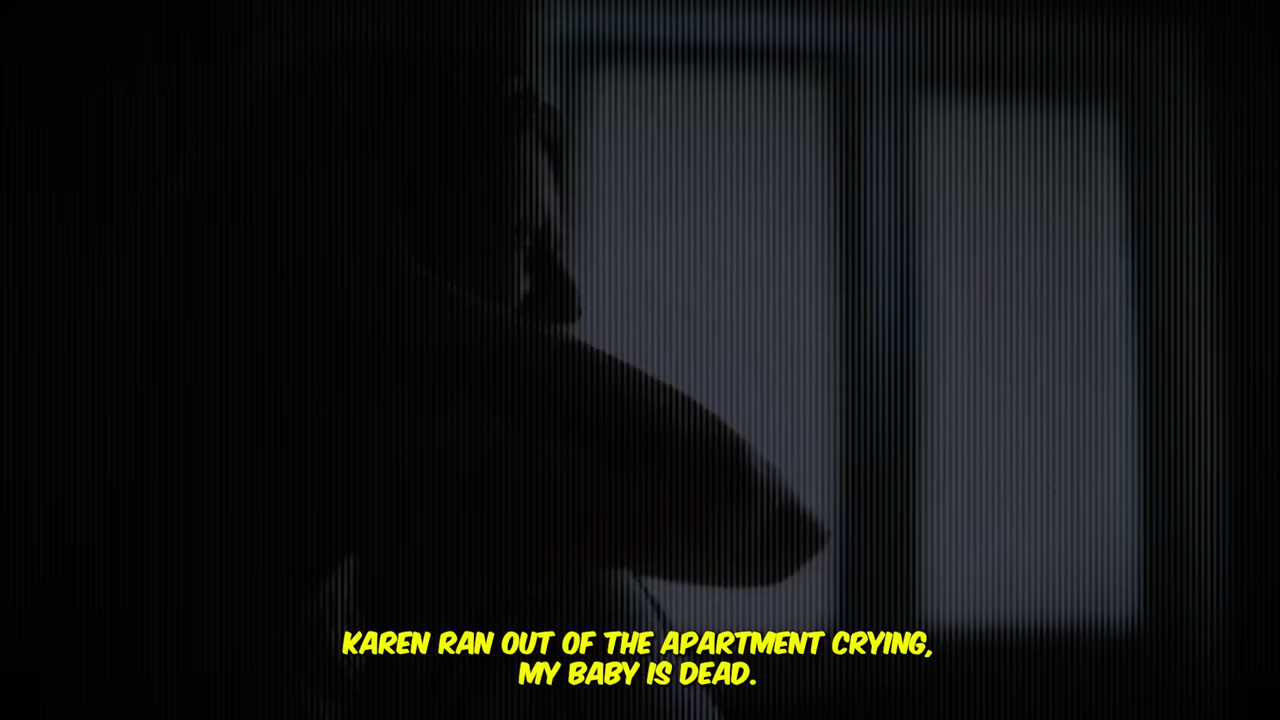 KAREN RAN OUT OF THE APARTMENT CRYING,
MY BABY IS DEAD.